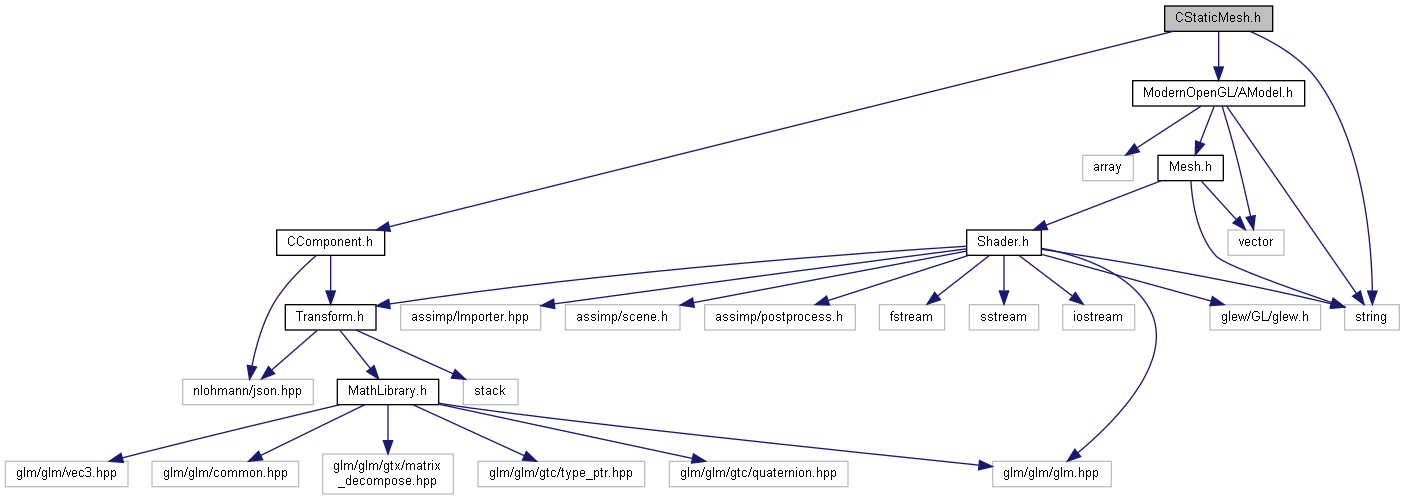 CStaticMesh.h
ModernOpenGL/AModel.h
array
Mesh.h
CComponent.h
Shader.h
vector
Transform.h
assimp/Importer.hpp
assimp/scene.h
assimp/postprocess.h
fstream
sstream
iostream
glew/GL/glew.h
string
nlohmann/json.hpp
MathLibrary.h
stack
glm/glm/vec3.hpp
glm/glm/common.hpp
glm/glm/gtx/matrix
_decompose.hpp
glm/glm/gtc/type_ptr.hpp
glm/glm/gtc/quaternion.hpp
glm/glm/glm.hpp